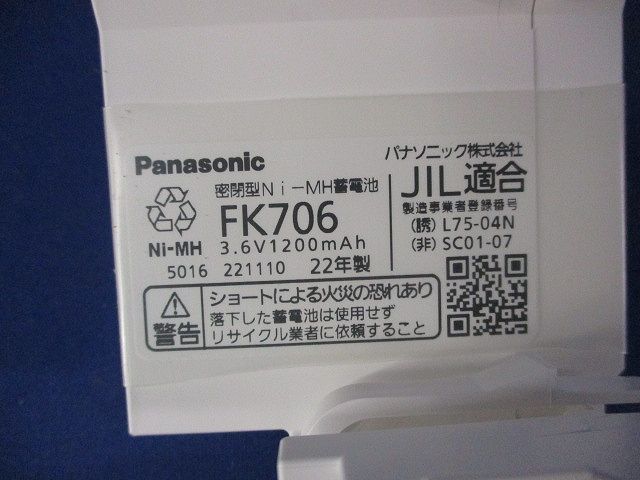 Panasonic
密閉型Ni-MH蓄電池
FK706
Ni-MH
3.6V1200mAh
5016 221110 22年製
パナソニック株式会社
JIL適合
製造事業者登録番号
(誘) L75-04N
(非) SC01-07
警告
ショートによる火災の恐れあり
落下した蓄電池は使用せず
リサイクル業者に依頼すること